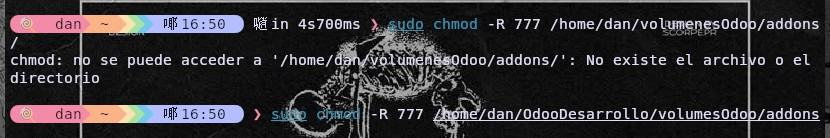 dan ~ 16:50 in 4s700ms ❯ sudo chmod -R 777 /home/dan/volumenesOdoo/addons
/
chmod: no se puede acceder a '/home/dan/volumenesOdoo/addons/': No existe el archivo o el
directorio
dan ~ 16:50 ❯ sudo chmod -R 777 /home/dan/OdooDesarrollo/volumesOdoo/addons